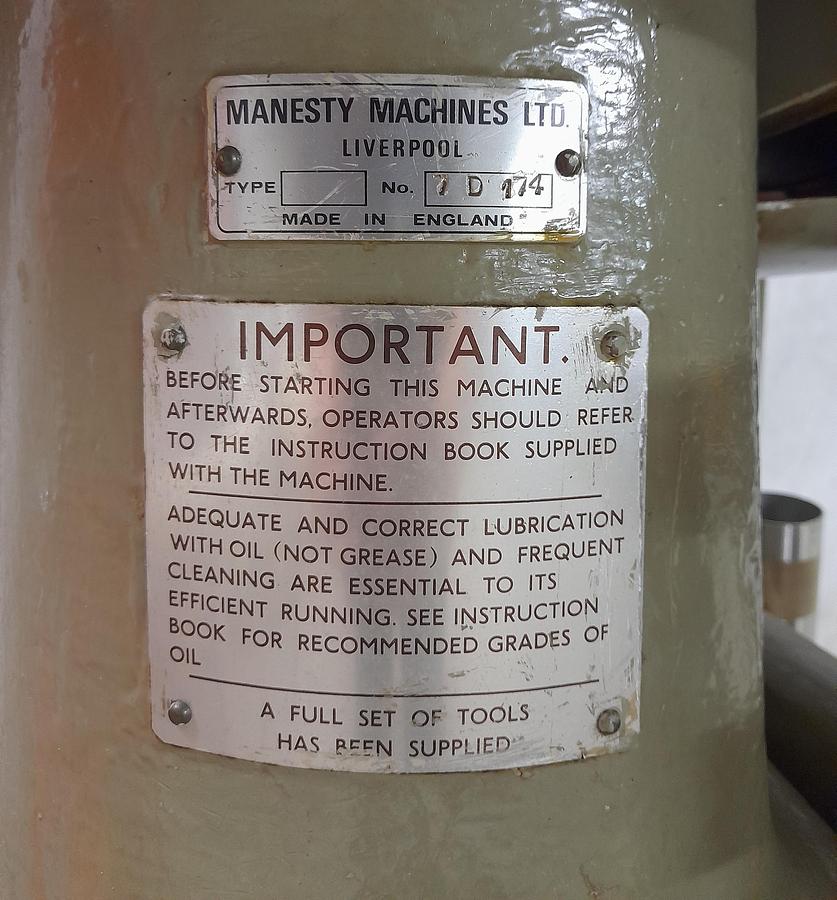 MANESTY MACHINES LTD.
LIVERPOOL
TYPE No. 7 D 174
MADE IN ENGLAND
IMPORTANT.
BEFORE STARTING THIS MACHINE AND
AFTERWARDS, OPERATORS SHOULD REFER
TO THE INSTRUCTION BOOK SUPPLIED
WITH THE MACHINE.
ADEQUATE AND CORRECT LUBRICATION
WITH OIL (NOT GREASE) AND FREQUENT
CLEANING ARE ESSENTIAL TO ITS
EFFICIENT RUNNING. SEE INSTRUCTION
BOOK FOR RECOMMENDED GRADES OF
OIL
A FULL SET OF TOOLS
HAS BEEN SUPPLIED